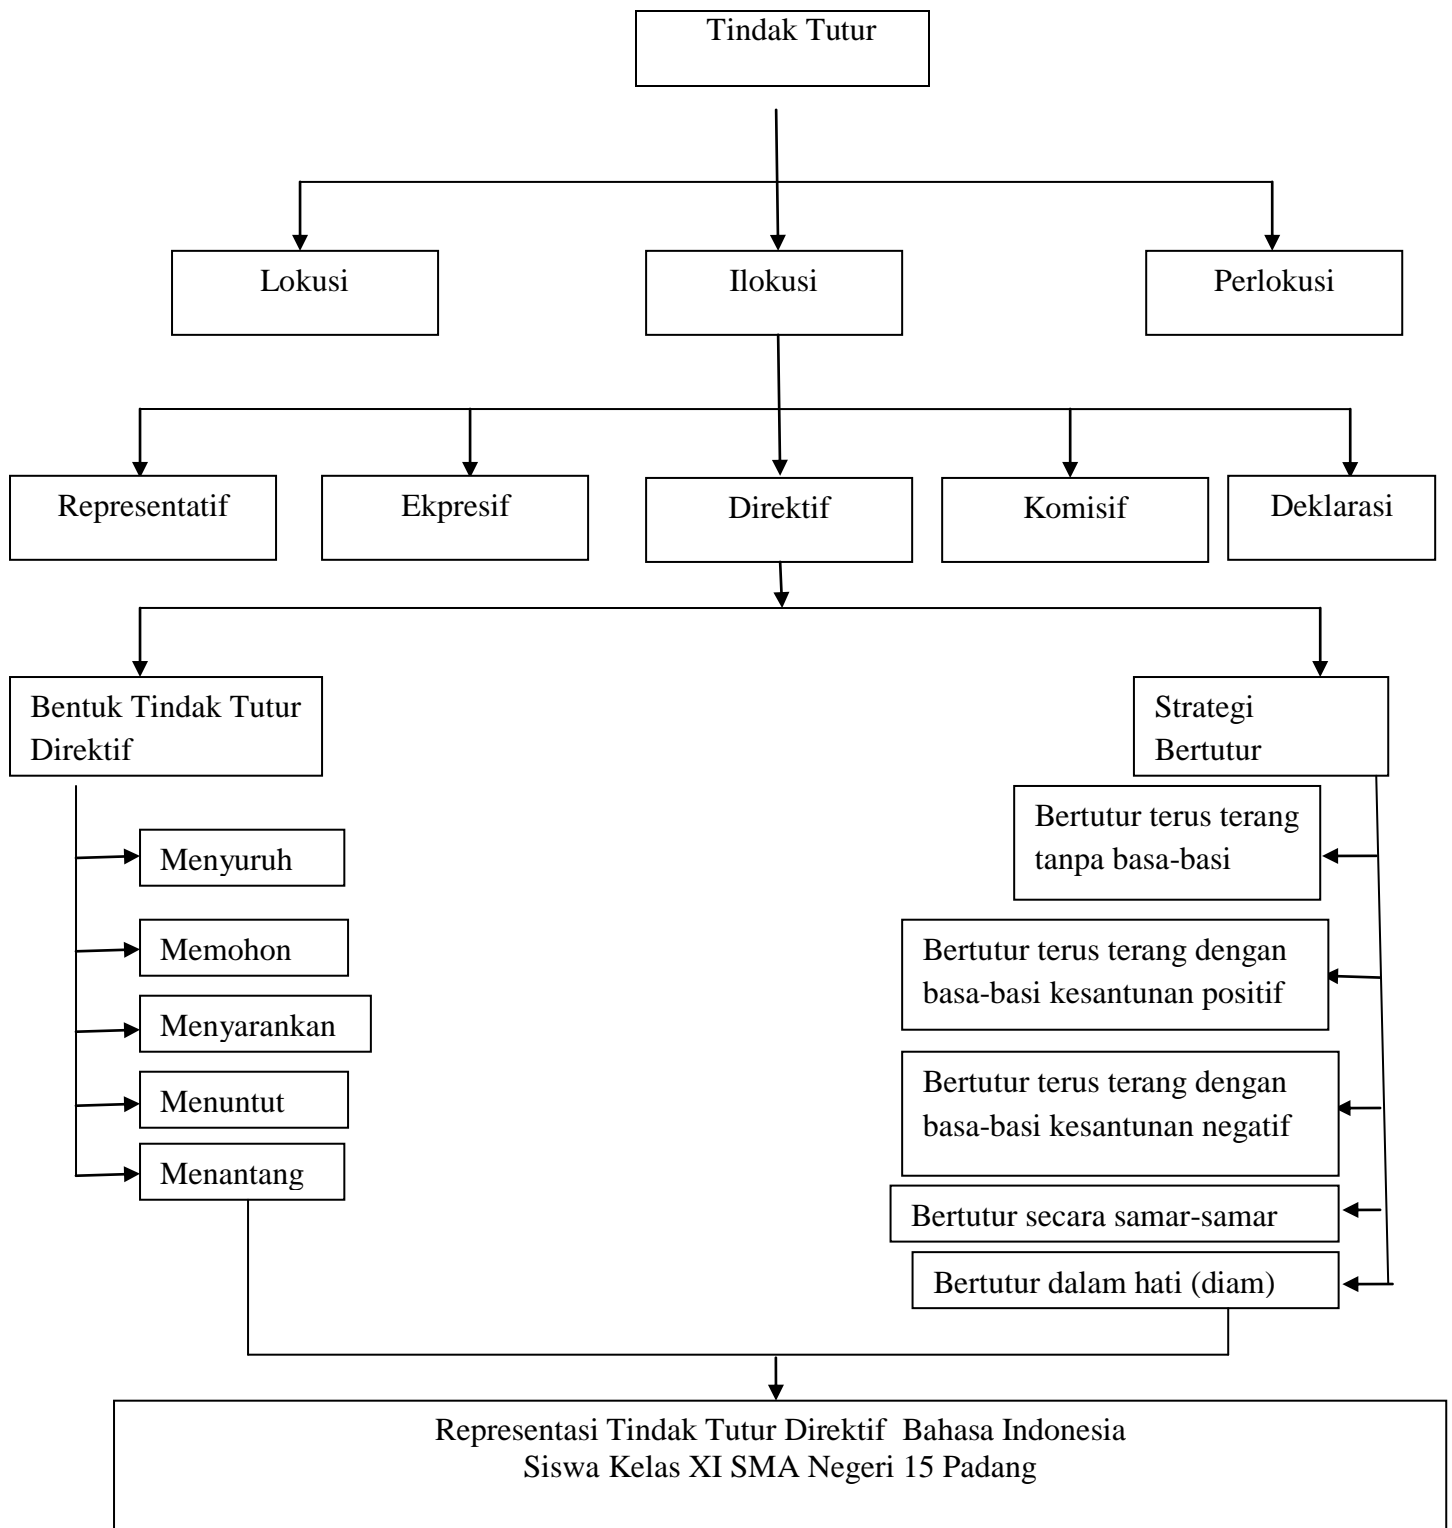 Tindak Tutur
Lokusi
Ilokusi
Perlokusi
Representatif
Ekpresif
Direktif
Komisif
Deklarasi
Bentuk Tindak Tutur
Direktif
Menyuruh
Memohon
Menyarankan
Menuntut
Menantang
Strategi
Bertutur
Bertutur terus terang
tanpa basa-basi
Bertutur terus terang dengan
basa-basi kesantunan positif
Bertutur terus terang dengan
basa-basi kesantunan negatif
Bertutur secara samar-samar
Bertutur dalam hati (diam)
Representasi Tindak Tutur Direktif Bahasa Indonesia
Siswa Kelas XI SMA Negeri 15 Padang